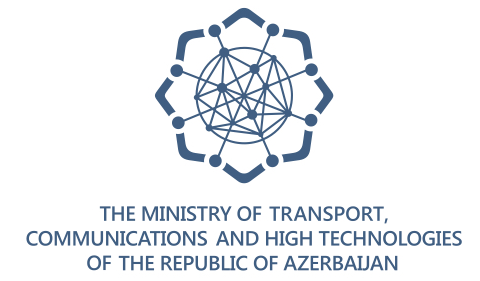 THE MINISTRY OF TRANSPORT,
COMMUNICATIONS AND HIGH TECHNOLOGIES
OF THE REPUBLIC OF AZERBAIJAN